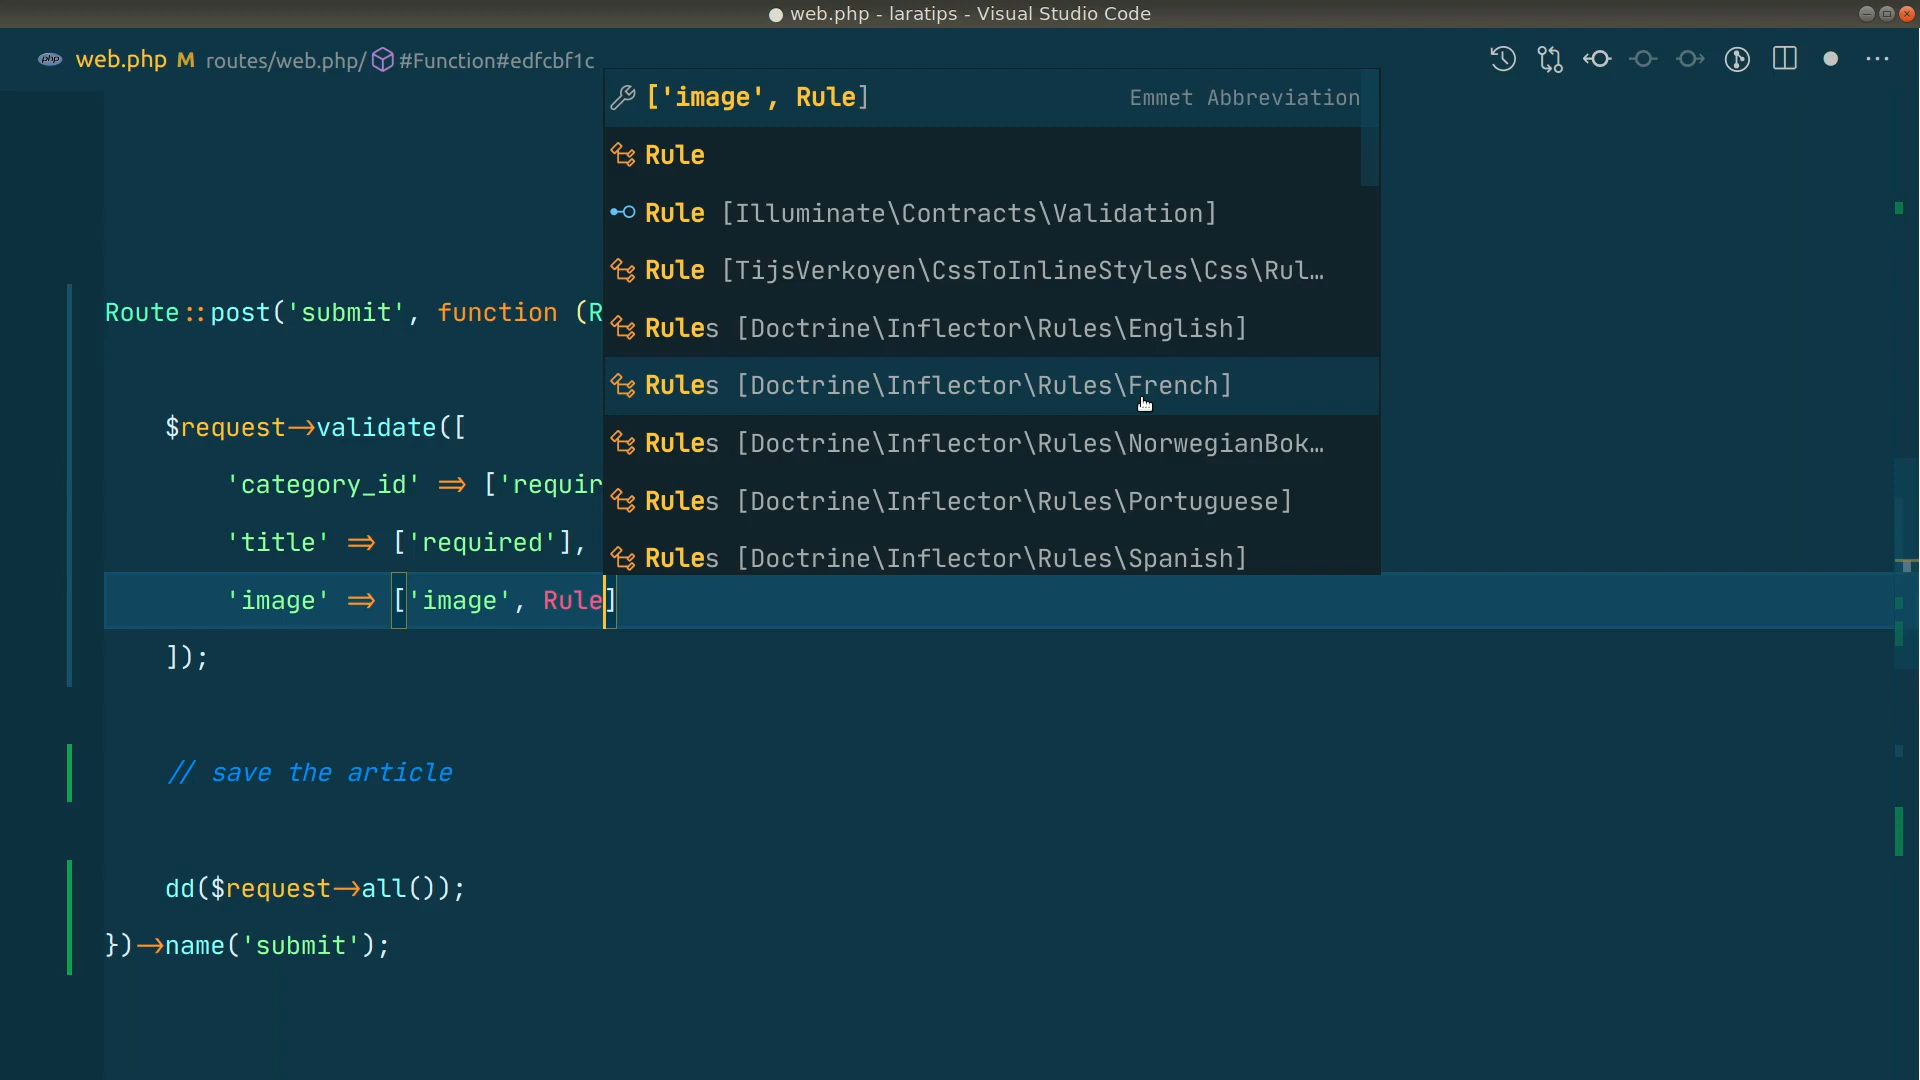 ● web.php - laratips - Visual Studio Code
php web.php M routes/web.php/ #Function#edfcbf1c
['image', Rule] Emmet Abbreviation
Rule
Rule [Illuminate\Contracts\Validation]
Rule [TijsVerkoyen\CssToInlineStyles\Css\Rul…
Rules [Doctrine\Inflector\Rules\English]
Rules [Doctrine\Inflector\Rules\French]
Rules [Doctrine\Inflector\Rules\NorwegianBok…
Rules [Doctrine\Inflector\Rules\Portuguese]
Rules [Doctrine\Inflector\Rules\Spanish]
Route::post('submit', function (R
$request->validate([
'category_id' => ['requir
'title' => ['required'],
'image' => ['image', Rule]
]);
// save the article
dd($request->all());
})->name('submit');